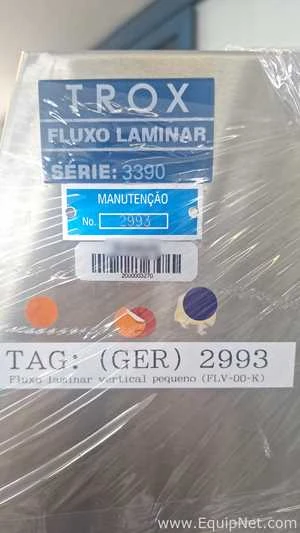 TROX
FLUXO LAMINAR
SÉRIE: 3390
MANUTENÇÃO
No. 2993
2000003270
TAG: (GER) 2993
Fluxo laminar vertical pequeno (FLV-00-K)
www.EquipNet.com